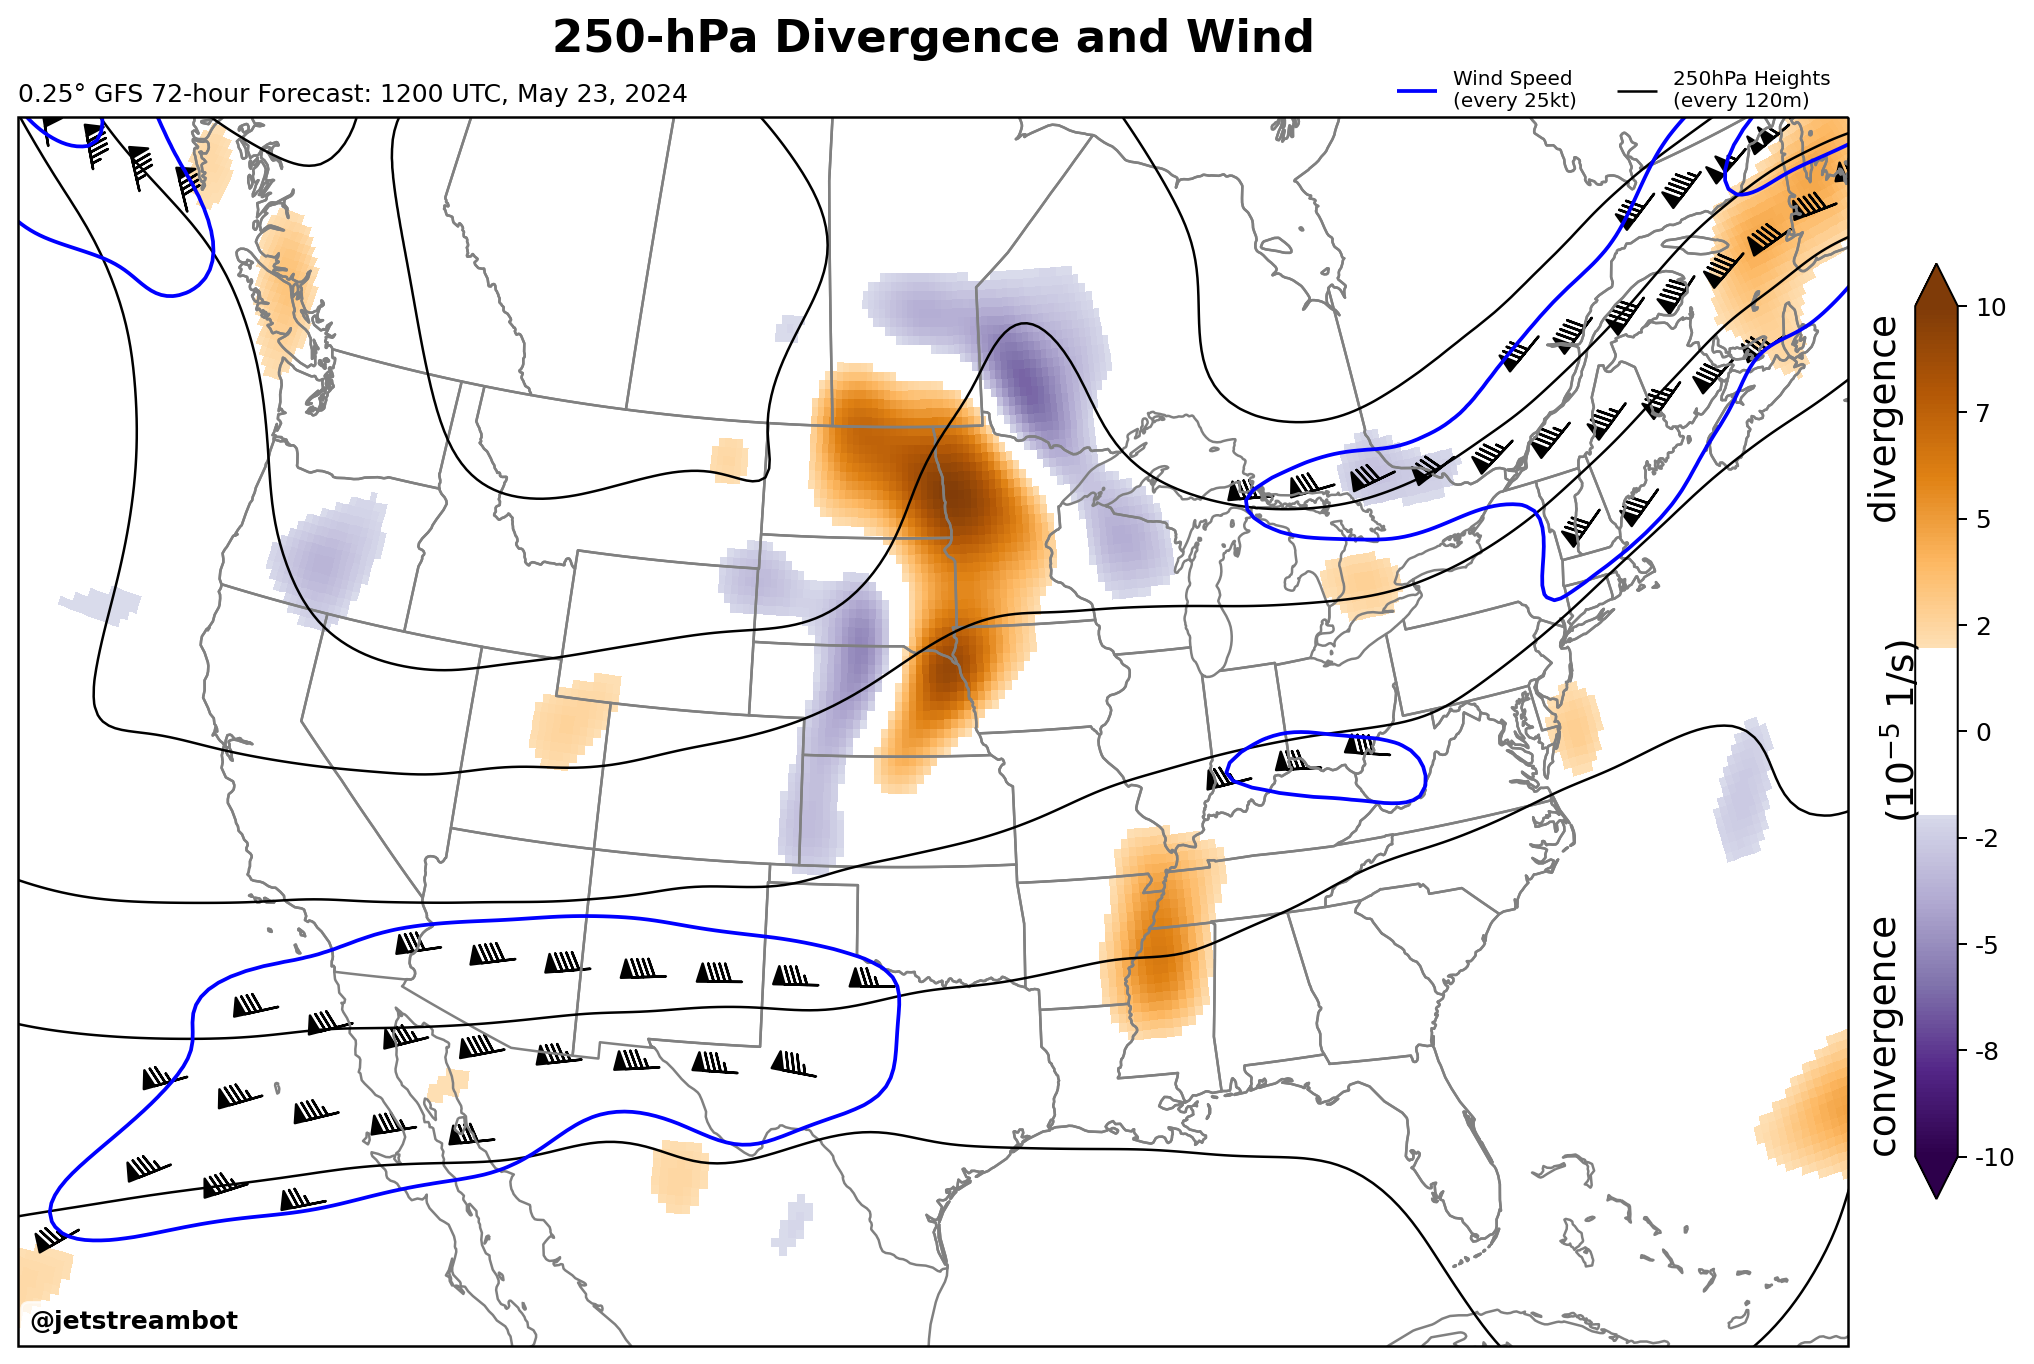 250-hPa Divergence and Wind
0.25° GFS 72-hour Forecast: 1200 UTC, May 23, 2024
Wind Speed
(every 25kt)
250hPa Heights
(every 120m)
10
7
5
2
0
-2
-5
-8
-10
convergence
(10⁻⁵ 1/s)
divergence
@jetstreambot